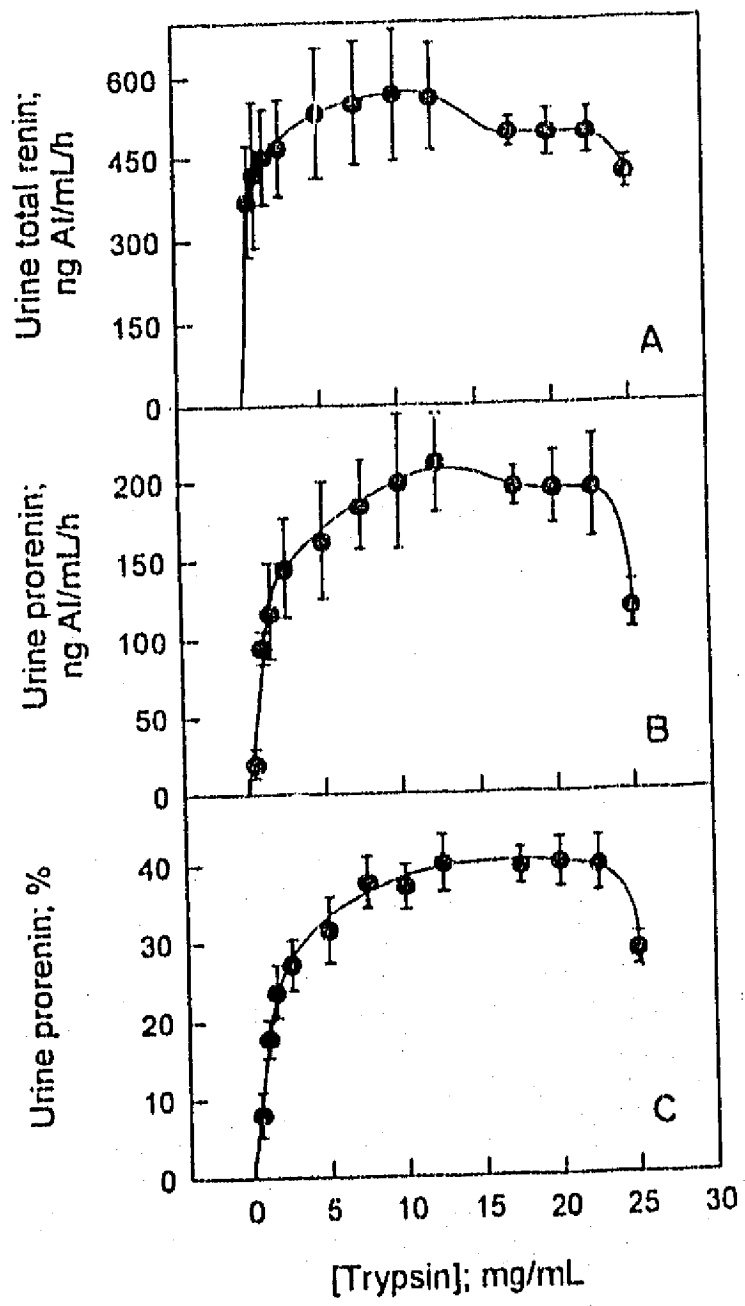 Urine total renin;
ng AI/mL/h
600
450
300
150
0
A
Urine prorenin;
ng AI/mL/h
200
150
100
50
0
B
Urine prorenin; %
40
30
20
10
0
C
0 5 10 15 20 25 30
[Trypsin]; mg/mL